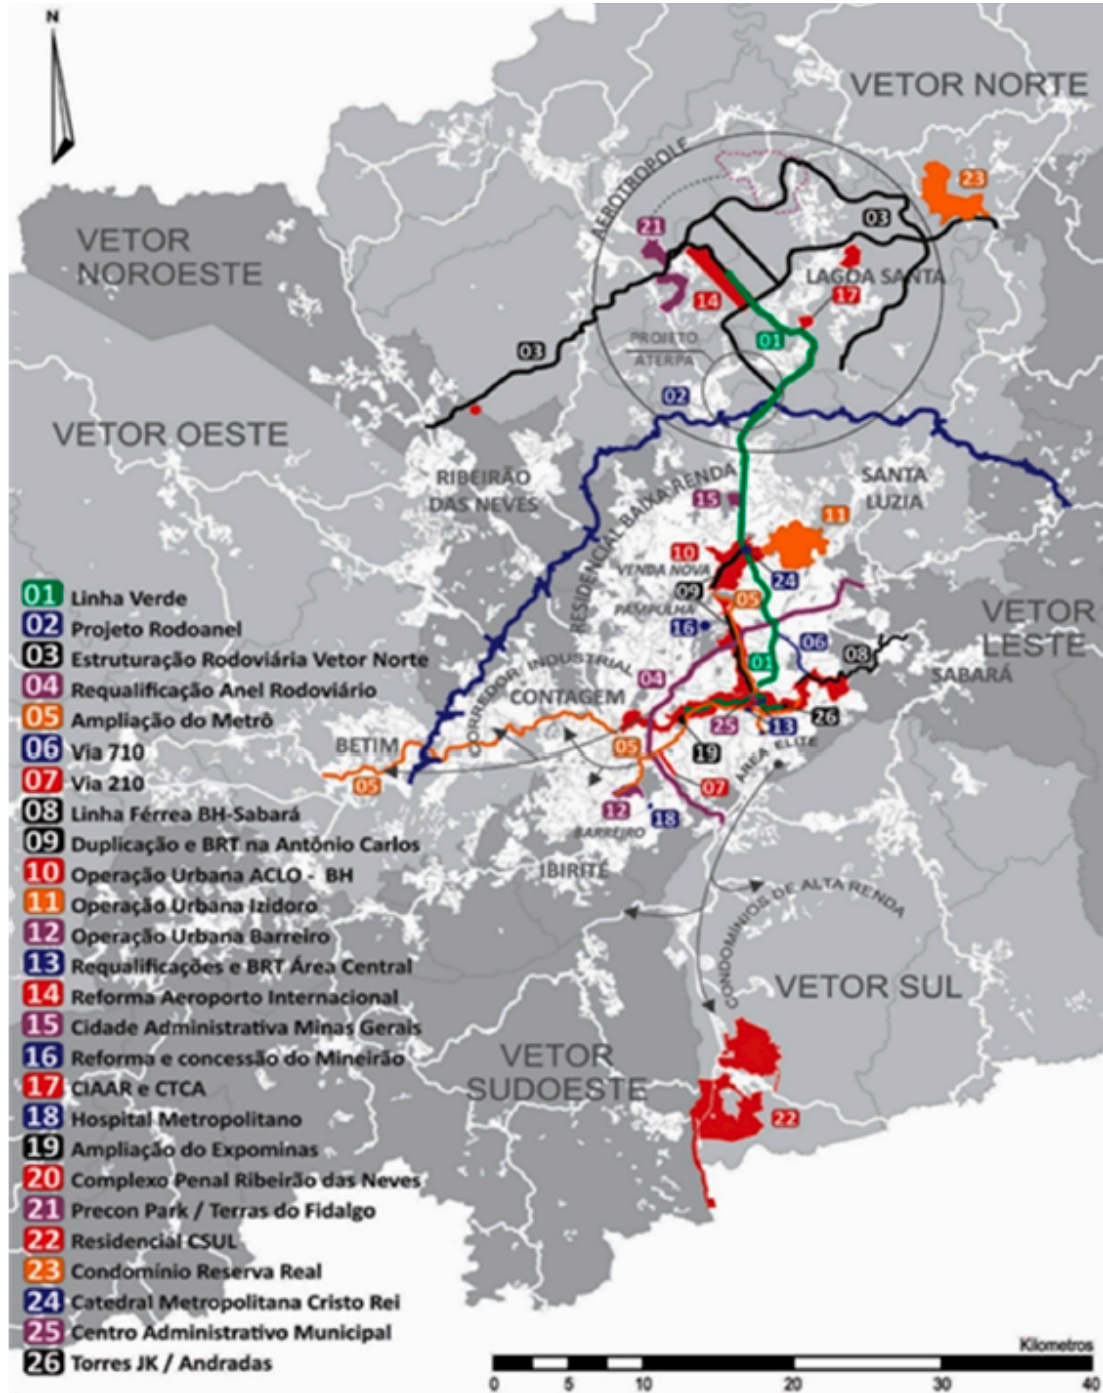 N
VETOR NORTE
AEROTROPOLE
23
21
03
VETOR
NOROESTE
LAGOA SANTA
14
17
01
PROJETO
ATERPA
03
02
VETOR OESTE
RIBEIRÃO
DAS NEVES
SANTA
LUZIA
RESIDENCIAL BAIXA RENDA
15
11
10
VENDA NOVA
24
09
05
PAMPULHA
16
06
VETOR
LESTE
08
SABARÁ
01
CORREDOR INDUSTRIAL
04
CONTAGEM
25
13
26
BETIM
05
19
ÁREA ELITE
05
07
12
18
BARREIRO
IBIRITÉ
CONDOMÍNIOS DE ALTA RENDA
VETOR SUL
VETOR
SUDOESTE
22
01 Linha Verde
02 Projeto Rodoanel
03 Estruturação Rodoviária Vetor Norte
04 Requalificação Anel Rodoviário
05 Ampliação do Metrô
06 Via 710
07 Via 210
08 Linha Férrea BH-Sabará
09 Duplicação e BRT na Antônio Carlos
10 Operação Urbana ACLO - BH
11 Operação Urbana Izidoro
12 Operação Urbana Barreiro
13 Requalificações e BRT Área Central
14 Reforma Aeroporto Internacional
15 Cidade Administrativa Minas Gerais
16 Reforma e concessão do Mineirão
17 CIAAR e CTCA
18 Hospital Metropolitano
19 Ampliação do Expominas
20 Complexo Penal Ribeirão das Neves
21 Precon Park / Terras do Fidalgo
22 Residencial CSUL
23 Condomínio Reserva Real
24 Catedral Metropolitana Cristo Rei
25 Centro Administrativo Municipal
26 Torres JK / Andradas
Kilometros
0 5 10 20 30 40